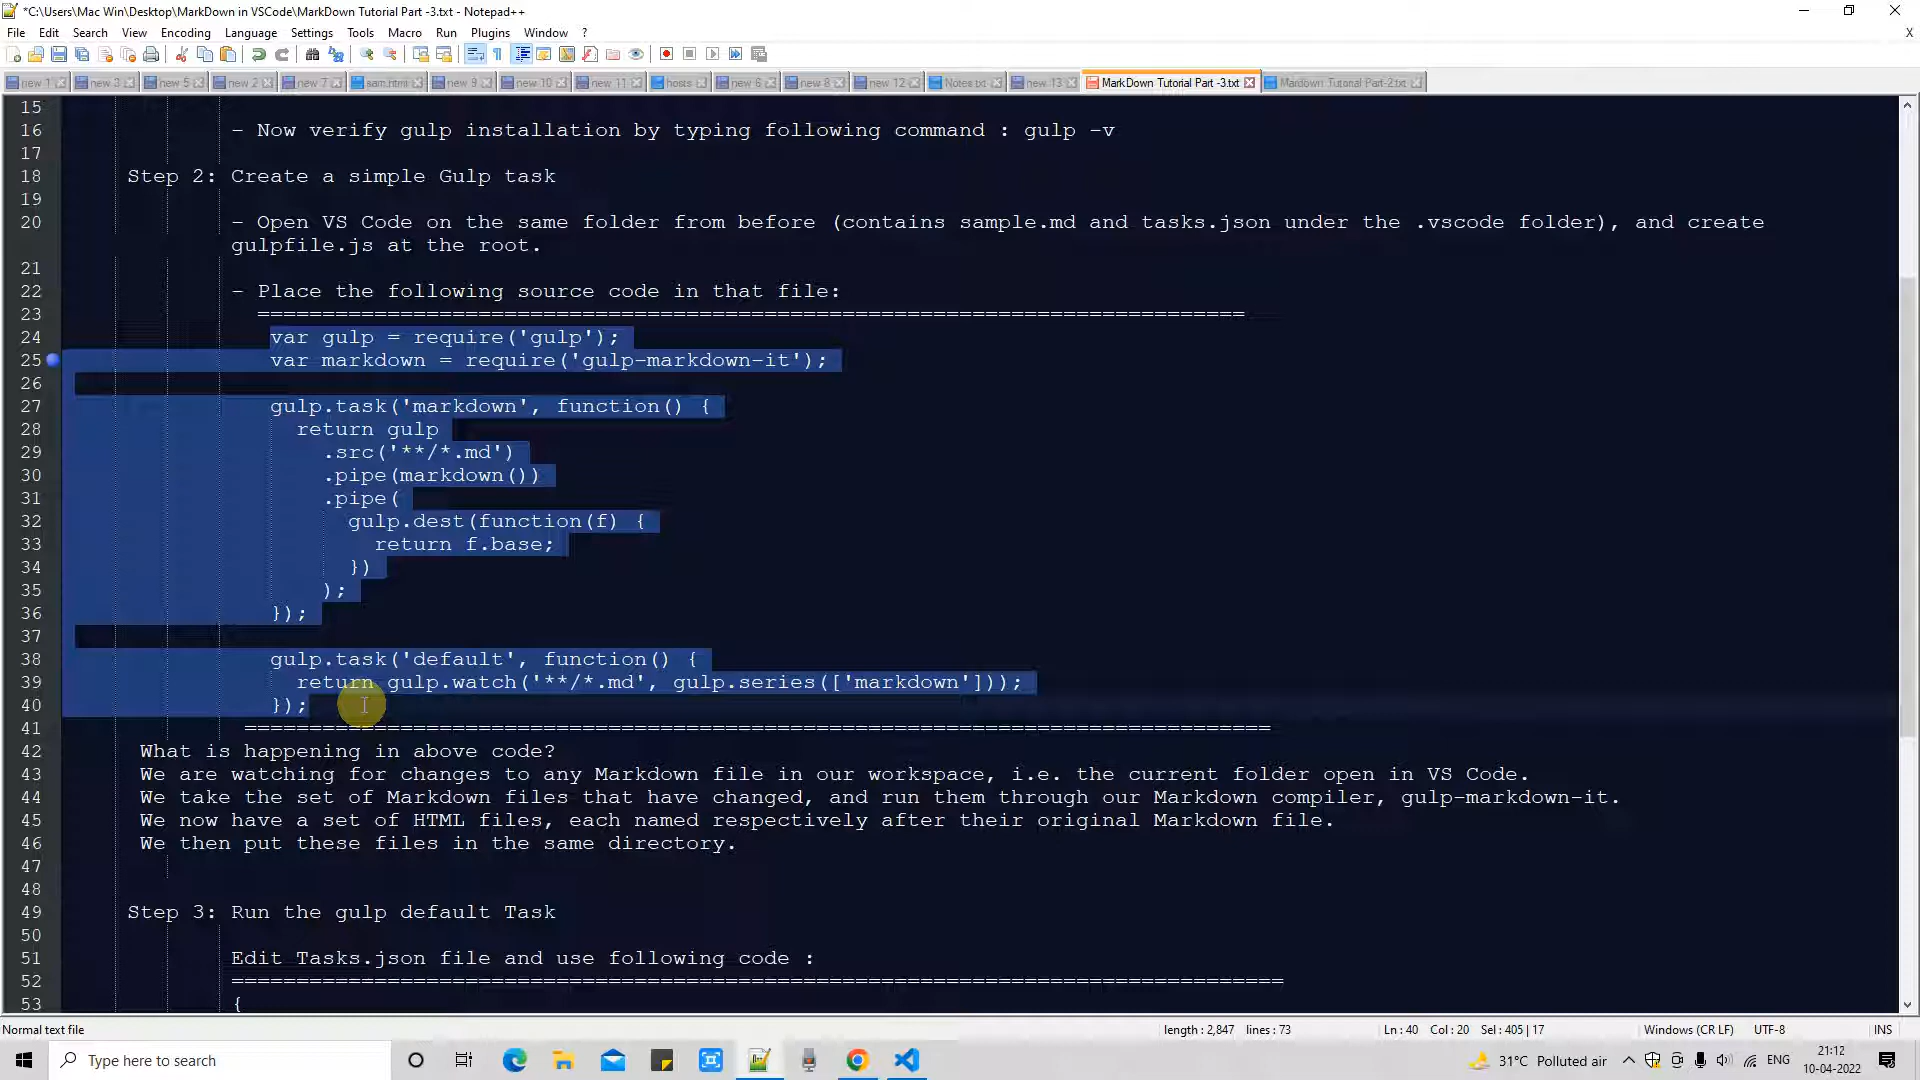 *C:\Users\Mac Win\Desktop\MarkDown in VSCode\MarkDown Tutorial Part -3.txt - Notepad++
File Edit Search View Encoding Language Settings Tools Macro Run Plugins Window ? X
new 1 new 3 new 5 new 2 new 7 sam.html new 9 new 10 new 11 hosts new 6 new 8 new 12 Notes.txt new 13 MarkDown Tutorial Part -3.txt Mardown Tutorial Part-2.txt
15
16 - Now verify gulp installation by typing following command : gulp -v
17
18 Step 2: Create a simple Gulp task
19
20 - Open VS Code on the same folder from before (contains sample.md and tasks.json under the .vscode folder), and create
gulpfile.js at the root.
21
22 - Place the following source code in that file:
23 ============================================================================
24 var gulp = require('gulp');
25 var markdown = require('gulp-markdown-it');
26
27 gulp.task('markdown', function() {
28 return gulp
29 .src('**/*.md')
30 .pipe(markdown())
31 .pipe(
32 gulp.dest(function(f) {
33 return f.base;
34 })
35 );
36 });
37
38 gulp.task('default', function() {
39 return gulp.watch('**/*.md', gulp.series(['markdown']));
40 });
41 ===============================================================================
42 What is happening in above code?
43 We are watching for changes to any Markdown file in our workspace, i.e. the current folder open in VS Code.
44 We take the set of Markdown files that have changed, and run them through our Markdown compiler, gulp-markdown-it.
45 We now have a set of HTML files, each named respectively after their original Markdown file.
46 We then put these files in the same directory.
47
48
49 Step 3: Run the gulp default Task
50
51 Edit Tasks.json file and use following code :
52 =================================================================================
53 {
Normal text file length : 2,847 lines : 73 Ln : 40 Col : 20 Sel : 405 | 17 Windows (CR LF) UTF-8 INS
Type here to search 31°C Polluted air ENG 21:12
10-04-2022